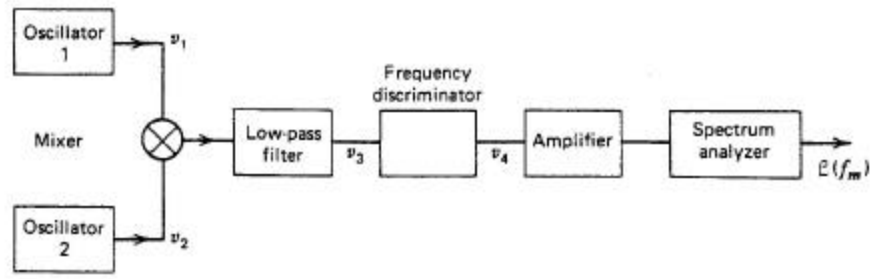 Oscillator
1
v₁
Frequency
discriminator
Mixer
Low-pass
filter
v₃
v₄
Amplifier
Spectrum
analyzer
ℒ(fₘ)
Oscillator
2
v₂